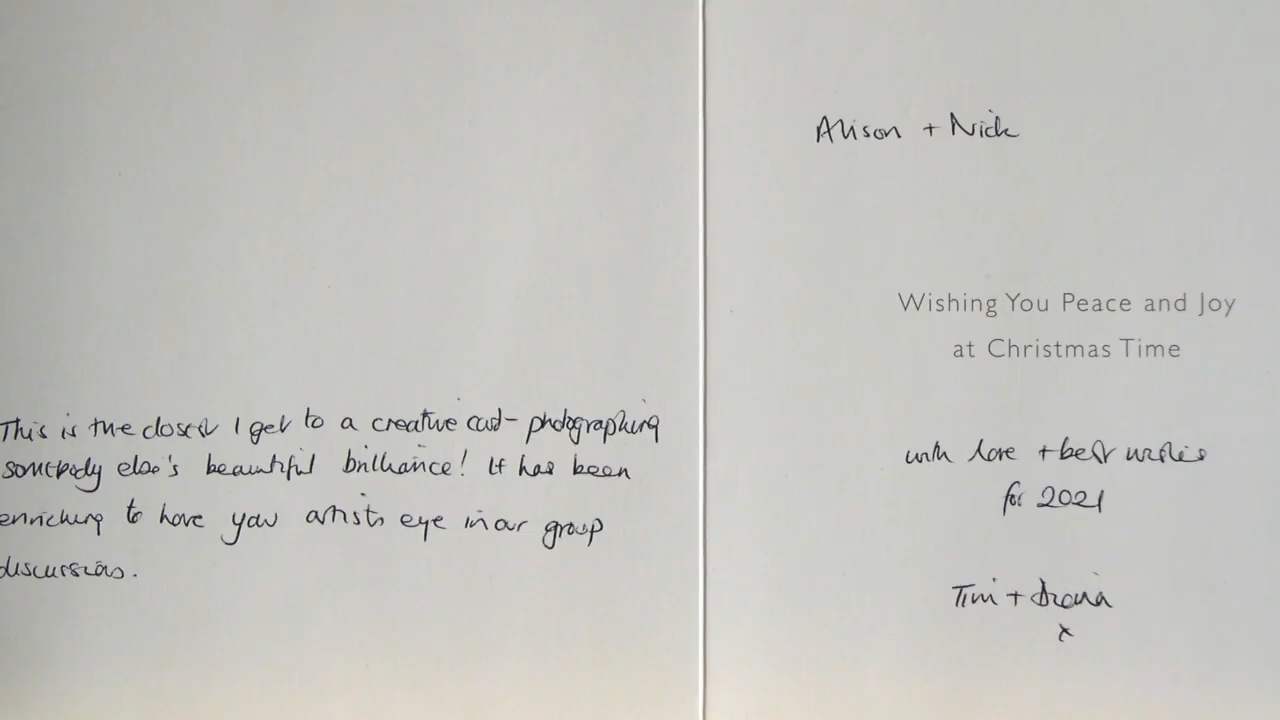 This is the closest I get to a creative card - photographing
somebody else's beautiful brilliance! It has been
enriching to have your artist's eye in our group
discussions.
Alison + Nick
Wishing You Peace and Joy
at Christmas Time
with love + best wishes
for 2021
Tim +
x